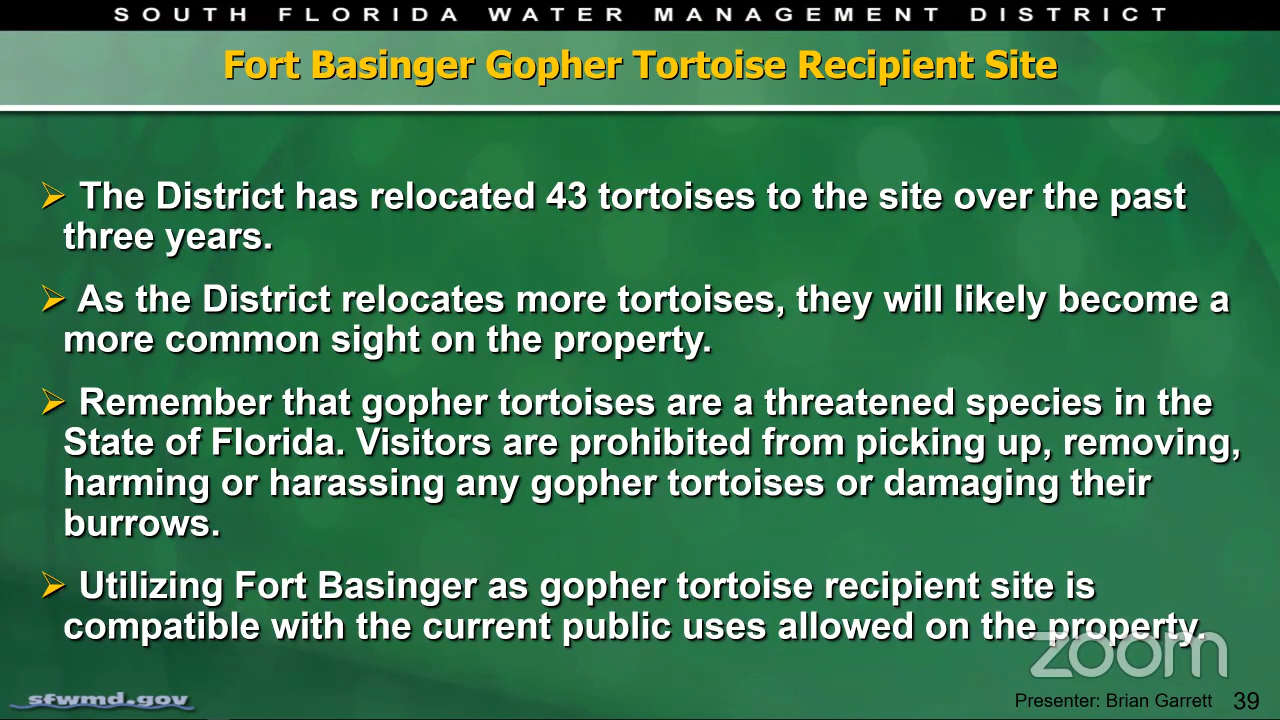 SOUTH FLORIDA WATER MANAGEMENT DISTRICT
Fort Basinger Gopher Tortoise Recipient Site
➢ The District has relocated 43 tortoises to the site over the past
three years.
➢ As the District relocates more tortoises, they will likely become a
more common sight on the property.
➢ Remember that gopher tortoises are a threatened species in the
State of Florida. Visitors are prohibited from picking up, removing,
harming or harassing any gopher tortoises or damaging their
burrows.
➢ Utilizing Fort Basinger as gopher tortoise recipient site is
compatible with the current public uses allowed on the property.
zoom
sfwmd.gov
Presenter: Brian Garrett 39